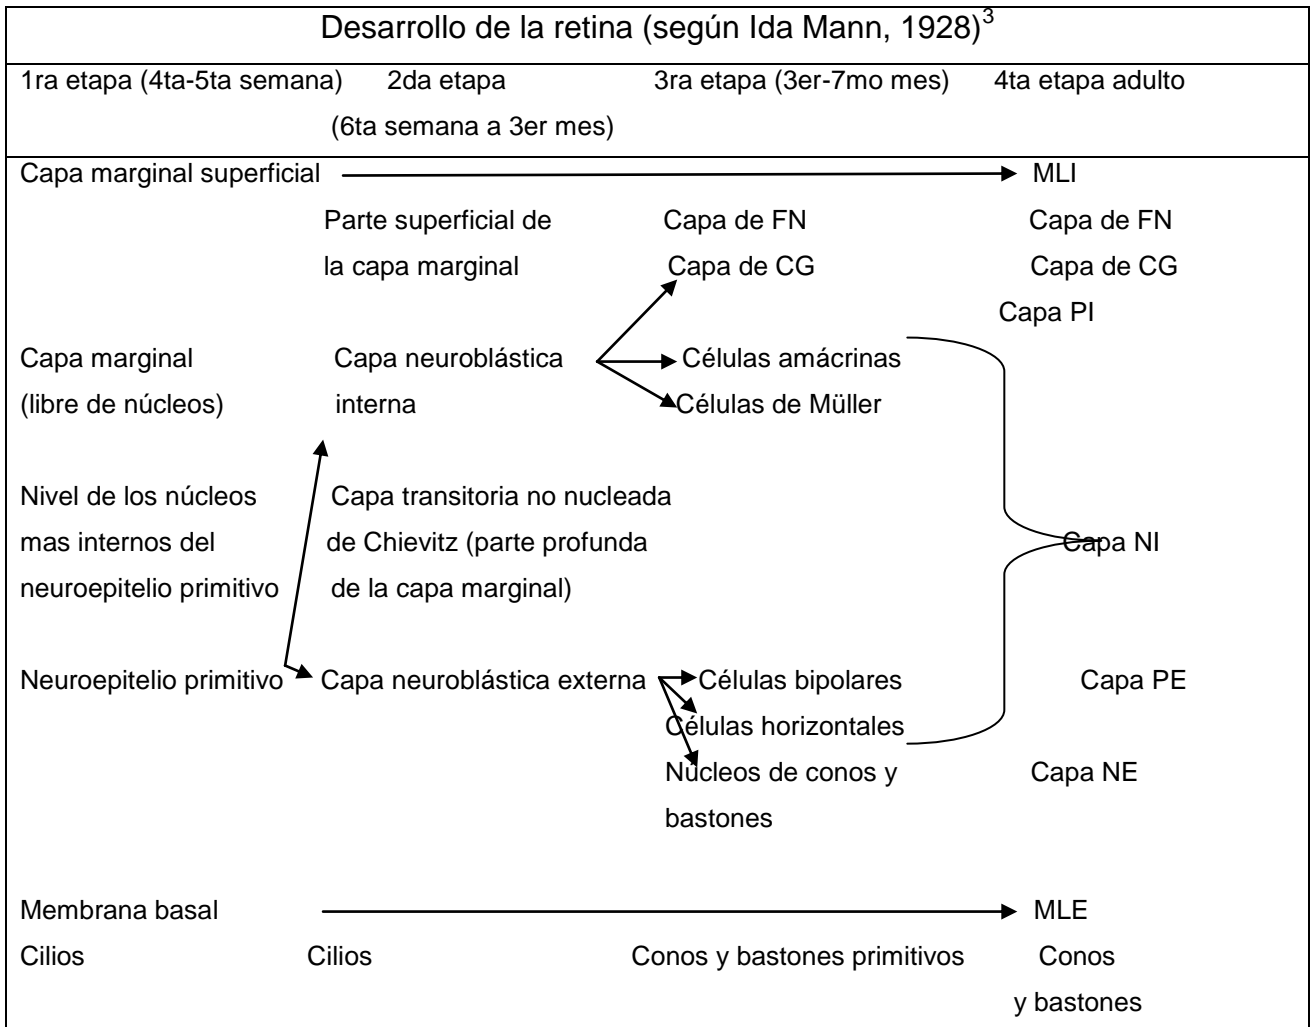 Desarrollo de la retina (según Ida Mann, 1928)3
1ra etapa (4ta-5ta semana) 2da etapa 3ra etapa (3er-7mo mes) 4ta etapa adulto
(6ta semana a 3er mes)
Capa marginal superficial MLI
Parte superficial de Capa de FN Capa de FN
la capa marginal Capa de CG Capa de CG
Capa PI
Capa marginal Capa neuroblástica Células amácrinas
(libre de núcleos) interna Células de Müller
Nivel de los núcleos Capa transitoria no nucleada
mas internos del de Chievitz (parte profunda Capa NI
neuroepitelio primitivo de la capa marginal)
Neuroepitelio primitivo Capa neuroblástica externa Células bipolares Capa PE
Células horizontales
Núcleos de conos y Capa NE
bastones
Membrana basal MLE
Cilios Cilios Conos y bastones primitivos Conos
y bastones